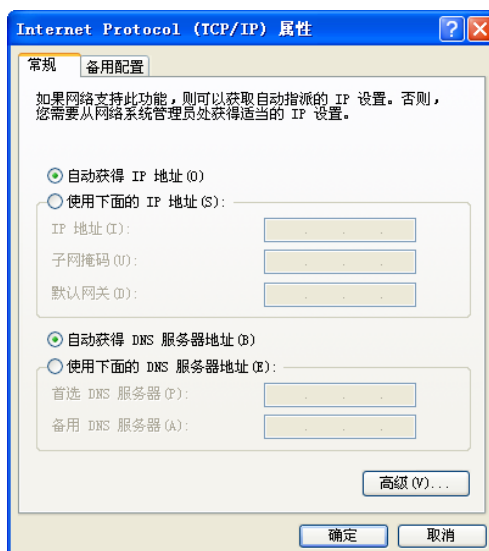 Internet Protocol (TCP/IP) 属性
常规
备用配置
如果网络支持此功能，则可以获取自动指派的 IP 设置。否则，
您需要从网络系统管理员处获得适当的 IP 设置。
自动获得 IP 地址(O)
使用下面的 IP 地址(S):
IP 地址(I):
子网掩码(U):
默认网关(D):
自动获得 DNS 服务器地址(B)
使用下面的 DNS 服务器地址(E):
首选 DNS 服务器(P):
备用 DNS 服务器(A):
高级(V)...
确定
取消